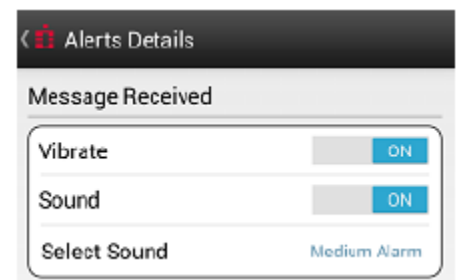 Alerts Details
Message Received
Vibrate ON
Sound ON
Select Sound Medium Alarm